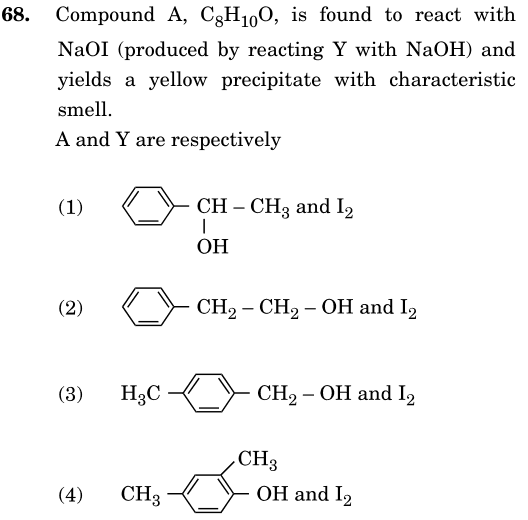 68. Compound A, C₈H₁₀O, is found to react with
NaOI (produced by reacting Y with NaOH) and
yields a yellow precipitate with characteristic
smell.
A and Y are respectively
(1) CH – CH₃ and I₂
OH
(2) CH₂ – CH₂ – OH and I₂
(3) H₃C CH₂ – OH and I₂
CH₃
(4) CH₃ OH and I₂